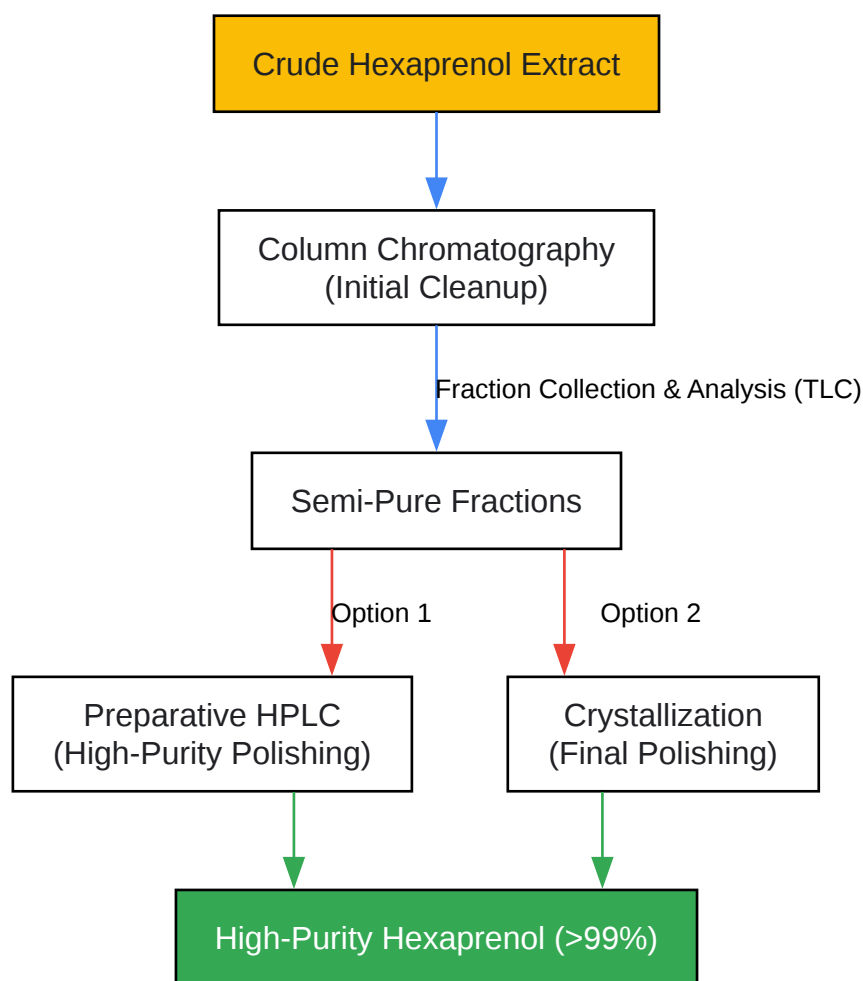 Crude Hexaprenol Extract
Column Chromatography
(Initial Cleanup)
Fraction Collection & Analysis (TLC)
Semi-Pure Fractions
Option 1
Option 2
Preparative HPLC
(High-Purity Polishing)
Crystallization
(Final Polishing)
High-Purity Hexaprenol (>99%)